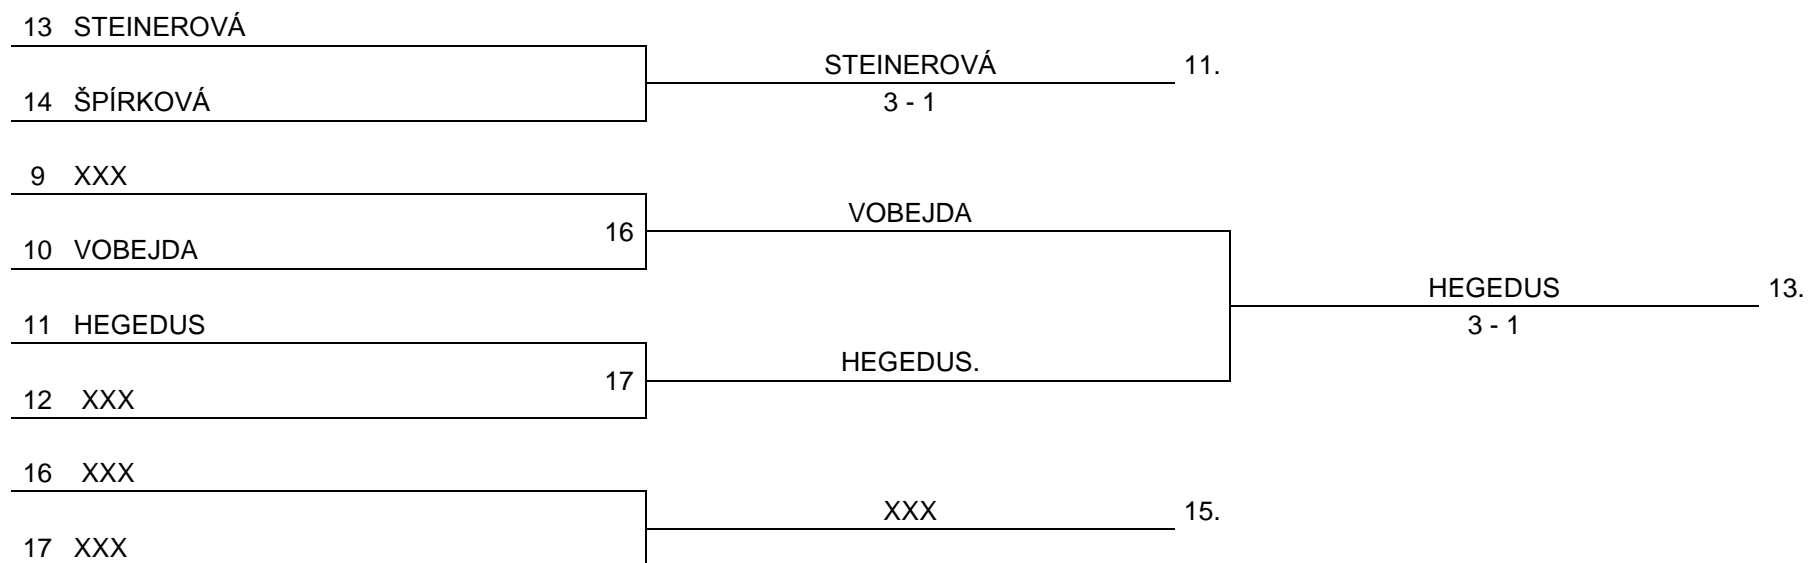 13 STEINEROVÁ
STEINEROVÁ 11.
14 ŠPÍRKOVÁ
3 - 1
9 XXX
VOBEJDA
16
10 VOBEJDA
HEGEDUS 13.
11 HEGEDUS
3 - 1
HEGEDUS.
17
12 XXX
16 XXX
XXX 15.
17 XXX